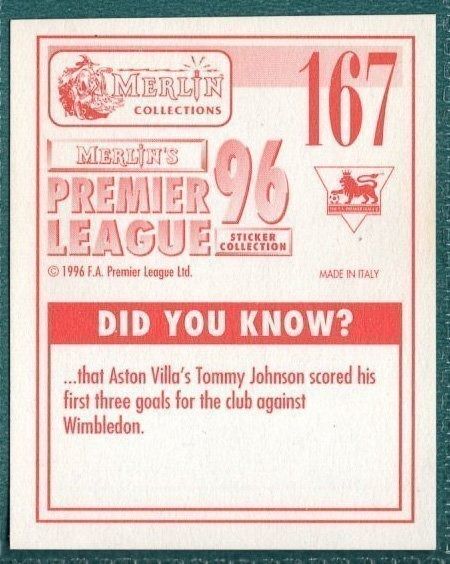 MERLIN
COLLECTIONS
167
MERLIN'S
PREMIER
LEAGUE
96
STICKER
COLLECTION
© 1996 F.A. Premier League Ltd.
MADE IN ITALY
DID YOU KNOW?
...that Aston Villa's Tommy Johnson scored his
first three goals for the club against
Wimbledon.